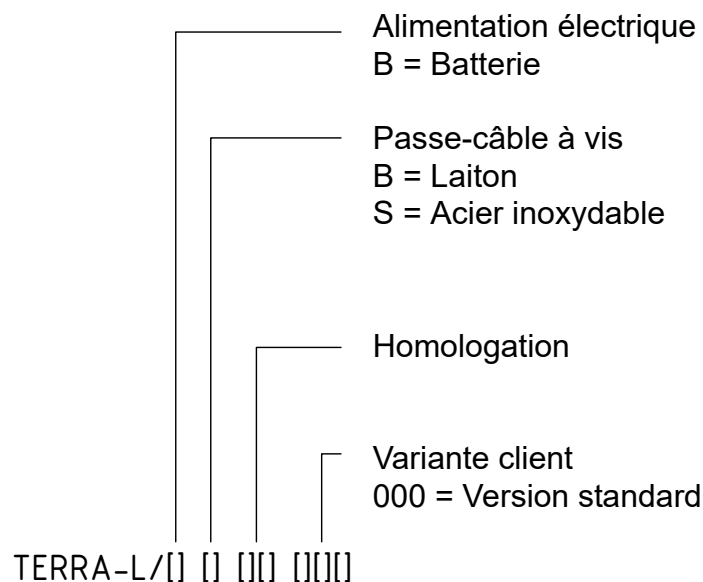 Alimentation électrique
B = Batterie
Passe-câble à vis
B = Laiton
S = Acier inoxydable
Homologation
Variante client
000 = Version standard
TERRA-L/[] [] [][] [][][]